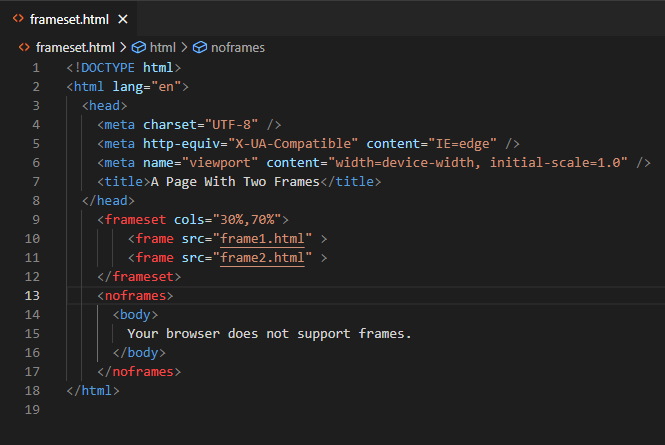 frameset.html
frameset.html > html > noframes
1 <!DOCTYPE html>
2 <html lang="en">
3 <head>
4 <meta charset="UTF-8" />
5 <meta http-equiv="X-UA-Compatible" content="IE=edge" />
6 <meta name="viewport" content="width=device-width, initial-scale=1.0" />
7 <title>A Page With Two Frames</title>
8 </head>
9 <frameset cols="30%,70%">
10 <frame src="frame1.html" >
11 <frame src="frame2.html" >
12 </frameset>
13 <noframes>
14 <body>
15 Your browser does not support frames.
16 </body>
17 </noframes>
18 </html>
19